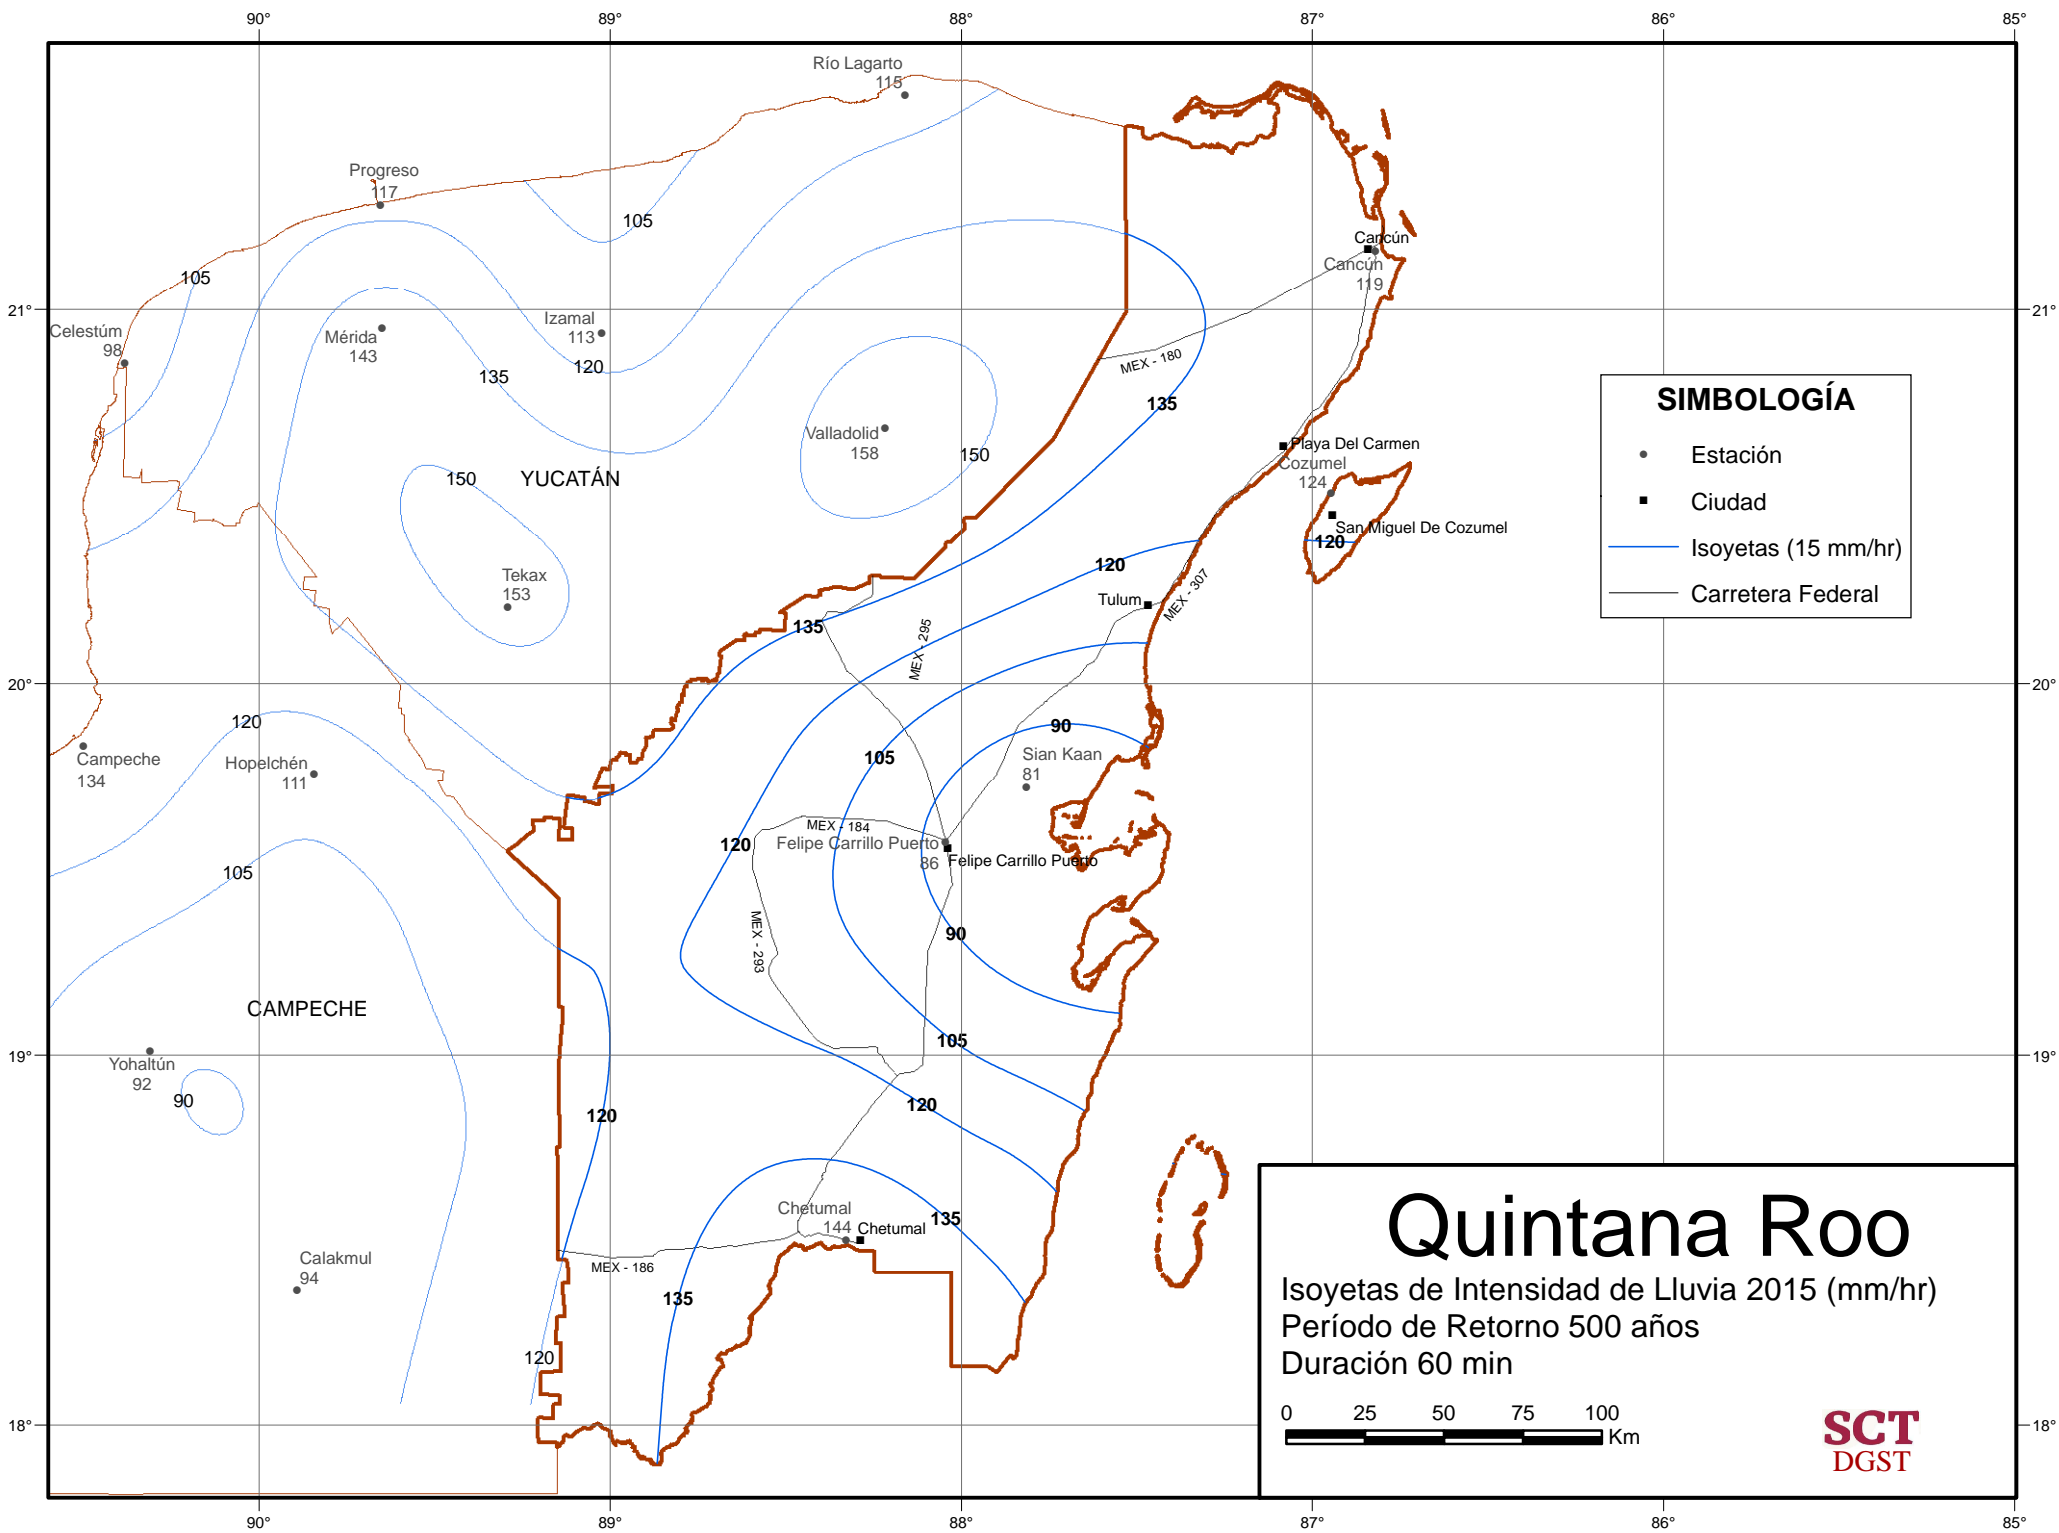 90°
89°
88°
87°
86°
85°
Río Lagarto
115
Progreso
117
105
Cancún
Cancún
119
105
21°
21°
Celestúm
98
Mérida
143
Izamal
113
120
135
MEX - 180
135
SIMBOLOGÍA
Estación
Ciudad
Isoyetas (15 mm/hr)
Carretera Federal
Valladolid
158
150
150
YUCATÁN
Playa Del Carmen
Cozumel
124
San Miguel De Cozumel
120
120
Tekax
153
Tulum
MEX - 307
135
MEX - 295
20°
20°
120
90
105
Campeche
134
Hopelchén
111
Sian Kaan
81
MEX - 184
120
Felipe Carrillo Puerto
86
Felipe Carrillo Puerto
105
90
MEX - 293
CAMPECHE
105
19°
19°
Yohaltún
92
90
120
120
Chetumal
144
Chetumal
135
MEX - 186
Calakmul
94
135
120
Quintana Roo
Isoyetas de Intensidad de Lluvia 2015 (mm/hr)
Período de Retorno 500 años
Duración 60 min
0 25 50 75 100
Km
SCT
DGST
18°
18°
90°
89°
88°
87°
86°
85°